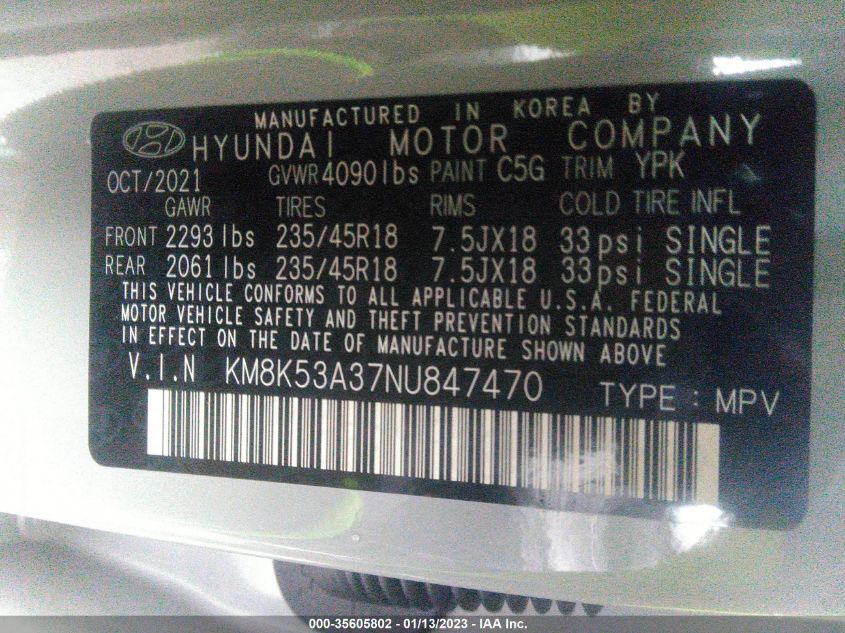 MANUFACTURED IN KOREA BY
HYUNDAI MOTOR COMPANY
OCT/2021 GVWR 4090lbs PAINT C5G TRIM YPK
GAWR TIRES RIMS COLD TIRE INFL
FRONT 2293lbs 235/45R18 7.5JX18 33psi SINGLE
REAR 2061lbs 235/45R18 7.5JX18 33psi SINGLE
THIS VEHICLE CONFORMS TO ALL APPLICABLE U.S.A. FEDERAL
MOTOR VEHICLE SAFETY AND THEFT PREVENTION STANDARDS
IN EFFECT ON THE DATE OF MANUFACTURE SHOWN ABOVE
V.I.N KM8K53A37NU847470 TYPE : MPV
000-35605802 - 01/13/2023 - IAA Inc.